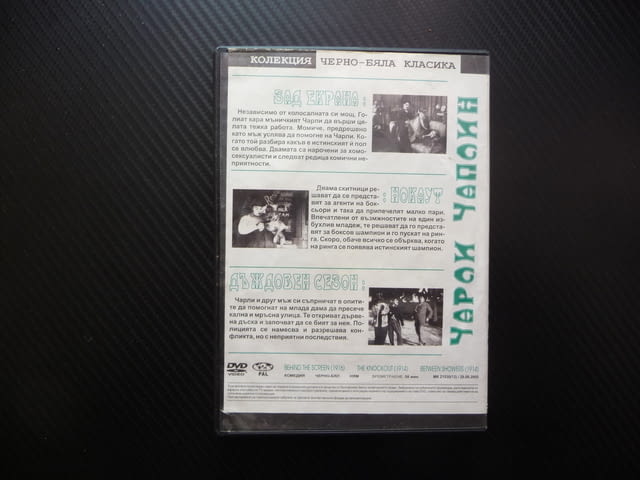 КОЛЕКЦИЯ ЧЕРНО-БЯЛА КЛАСИКА
ЗАД ЕКРАНА:
Независимо от колосалната си мощ, Го-
лиат кара мъничкият Чарли да върши ця-
лата тежка работа. Момиче, предрешено
като мъж успява да помогне на Чарли. Ко-
гато той разбира какъв е истинският ѝ пол
се влюбва. Двамата са нарочени за хомо-
сексуалисти и следват редица комични не-
приятности.
: НОКАУТ
Двама скитници ре-
шават да се предста-
вят за агенти на бок-
сьори и така да припечелят малко пари.
Впечатлени от възможностите на един из-
бухлив младеж, те решават да го предста-
вят за боксов шампион и го пускат на рин-
га. Скоро, обаче всичко се обърква, когато
на ринга се появява истинският шампион.
ДЪЖДОВЕН СЕЗОН:
Чарли и друг мъж си съпрничат в опити-
те да помогнат на млада дама да пресече
кална и мръсна улица. Те откриват дърве-
на дъска и започват да се бият за нея. По-
лицията се намесва и разрешава кон-
фликта, но с неприятни последствия.
ЧАРЛИ ЧАПЛИН
DVD VIDEO
PAL
BEHIND THE SCREEN (1916) THE KNOCKOUT (1914) BETWEEN SHOWERS (1914)
КОМЕДИЯ ЧЕРНО-БЯЛ НЯМ